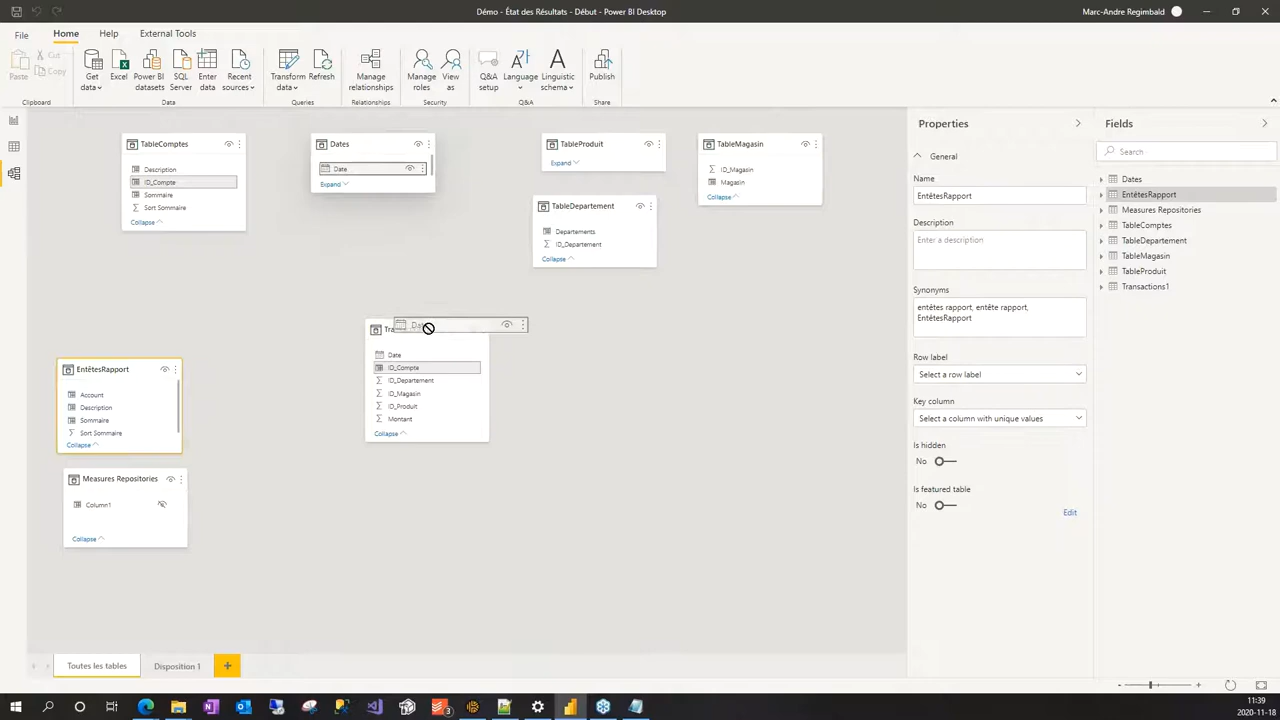 Démo - État des Résultats - Début - Power BI Desktop
Marc-Andre Regimbald
File
Home
Help
External Tools
Paste
Cut
Copy
Get data
Excel
Power BI datasets
SQL Server
Enter data
Recent sources
Transform data
Refresh
Manage relationships
Manage roles
View as
Q&A setup
Language
Linguistic schema
Publish
Clipboard
Data
Queries
Relationships
Security
Q&A
Share
TableComptes
Description
ID_Compte
Sommaire
Sort Sommaire
Collapse
Dates
Date
Expand
TableProduit
Expand
TableMagasin
ID_Magasin
Magasin
Collapse
TableDepartement
Departements
ID_Departement
Collapse
Date
ID_Compte
ID_Departement
ID_Magasin
ID_Produit
Montant
Collapse
EntêtesRapport
Account
Description
Sommaire
Sort Sommaire
Collapse
Measures Repositories
Column1
Collapse
Properties
General
Name
EntêtesRapport
Description
Enter a description
Synonyms
entêtes rapport, entête rapport,
EntêtesRapport
Row label
Select a row label
Key column
Select a column with unique values
Is hidden
No
Is featured table
No
Edit
Fields
Search
Dates
EntêtesRapport
Measures Repositories
TableComptes
TableDepartement
TableMagasin
TableProduit
Transactions1
Toutes les tables
Disposition 1
11:39
2020-11-18